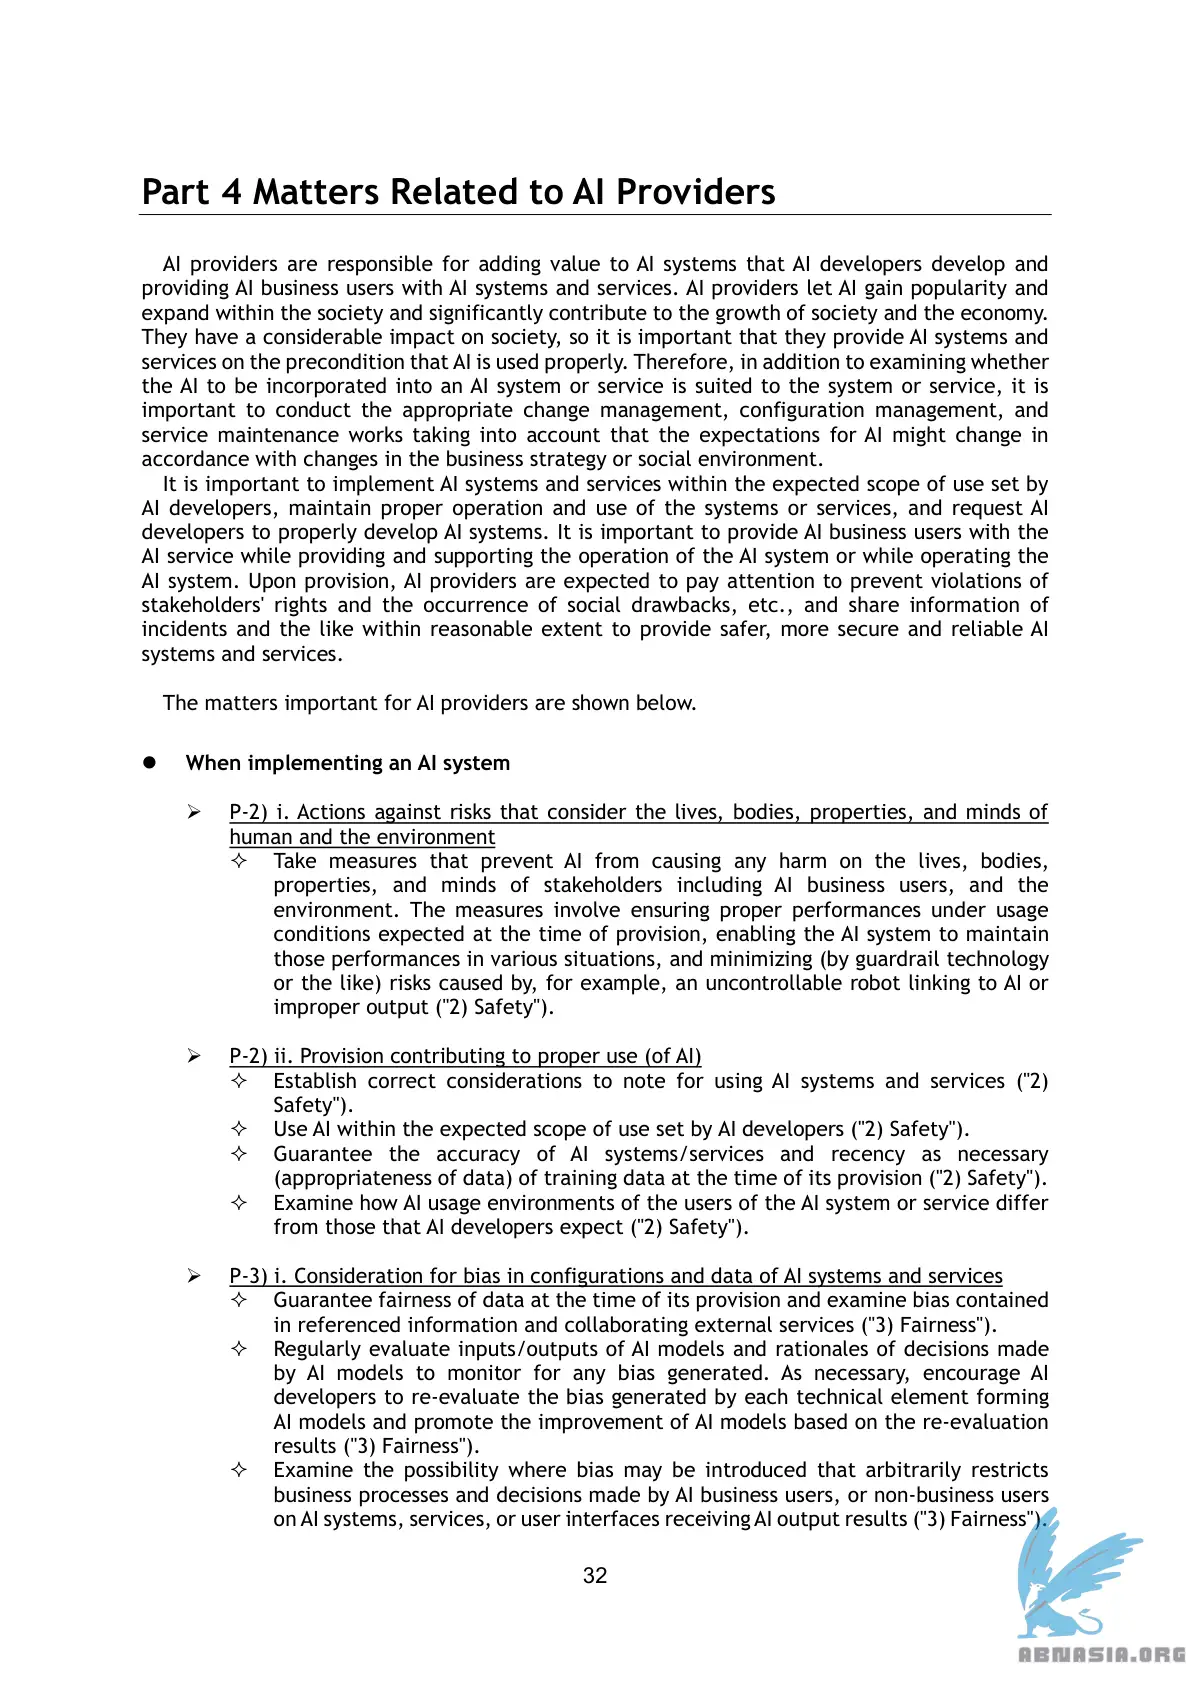 Part 4 Matters Related to AI Providers
AI providers are responsible for adding value to AI systems that AI developers develop and
providing AI business users with AI systems and services. AI providers let AI gain popularity and
expand within the society and significantly contribute to the growth of society and the economy.
They have a considerable impact on society, so it is important that they provide AI systems and
services on the precondition that AI is used properly. Therefore, in addition to examining whether
the AI to be incorporated into an AI system or service is suited to the system or service, it is
important to conduct the appropriate change management, configuration management, and
service maintenance works taking into account that the expectations for AI might change in
accordance with changes in the business strategy or social environment.
It is important to implement AI systems and services within the expected scope of use set by
AI developers, maintain proper operation and use of the systems or services, and request AI
developers to properly develop AI systems. It is important to provide AI business users with the
AI service while providing and supporting the operation of the AI system or while operating the
AI system. Upon provision, AI providers are expected to pay attention to prevent violations of
stakeholders' rights and the occurrence of social drawbacks, etc., and share information of
incidents and the like within reasonable extent to provide safer, more secure and reliable AI
systems and services.
The matters important for AI providers are shown below.
● When implementing an AI system
➢ P-2) i. Actions against risks that consider the lives, bodies, properties, and minds of
human and the environment
✧ Take measures that prevent AI from causing any harm on the lives, bodies,
properties, and minds of stakeholders including AI business users, and the
environment. The measures involve ensuring proper performances under usage
conditions expected at the time of provision, enabling the AI system to maintain
those performances in various situations, and minimizing (by guardrail technology
or the like) risks caused by, for example, an uncontrollable robot linking to AI or
improper output ("2) Safety").
➢ P-2) ii. Provision contributing to proper use (of AI)
✧ Establish correct considerations to note for using AI systems and services ("2)
Safety").
✧ Use AI within the expected scope of use set by AI developers ("2) Safety").
✧ Guarantee the accuracy of AI systems/services and recency as necessary
(appropriateness of data) of training data at the time of its provision ("2) Safety").
✧ Examine how AI usage environments of the users of the AI system or service differ
from those that AI developers expect ("2) Safety").
➢ P-3) i. Consideration for bias in configurations and data of AI systems and services
✧ Guarantee fairness of data at the time of its provision and examine bias contained
in referenced information and collaborating external services ("3) Fairness").
✧ Regularly evaluate inputs/outputs of AI models and rationales of decisions made
by AI models to monitor for any bias generated. As necessary, encourage AI
developers to re-evaluate the bias generated by each technical element forming
AI models and promote the improvement of AI models based on the re-evaluation
results ("3) Fairness").
✧ Examine the possibility where bias may be introduced that arbitrarily restricts
business processes and decisions made by AI business users, or non-business users
on AI systems, services, or user interfaces receiving AI output results ("3) Fairness").
32
ABNASIA.ORG